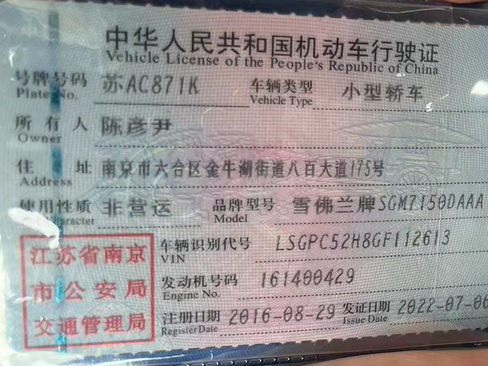 中华人民共和国机动车行驶证
Vehicle License of the People's Republic of China
号牌号码 苏AC871K 车辆类型 小型轿车
Plate No. Vehicle Type
所有人 陈彦尹
Owner
住址 南京市六合区金牛湖街道八百大道175号
Address
使用性质 非营运 品牌型号 雪佛兰牌SGM7150DAAA
Character Model
江苏省南京
市公安局
交通管理局
车辆识别代号 LSGPC52H8GF112613
VIN
发动机号码 161400429
Engine No.
注册日期 2016-08-29 发证日期 2022-07-06
Register Date Issue Date